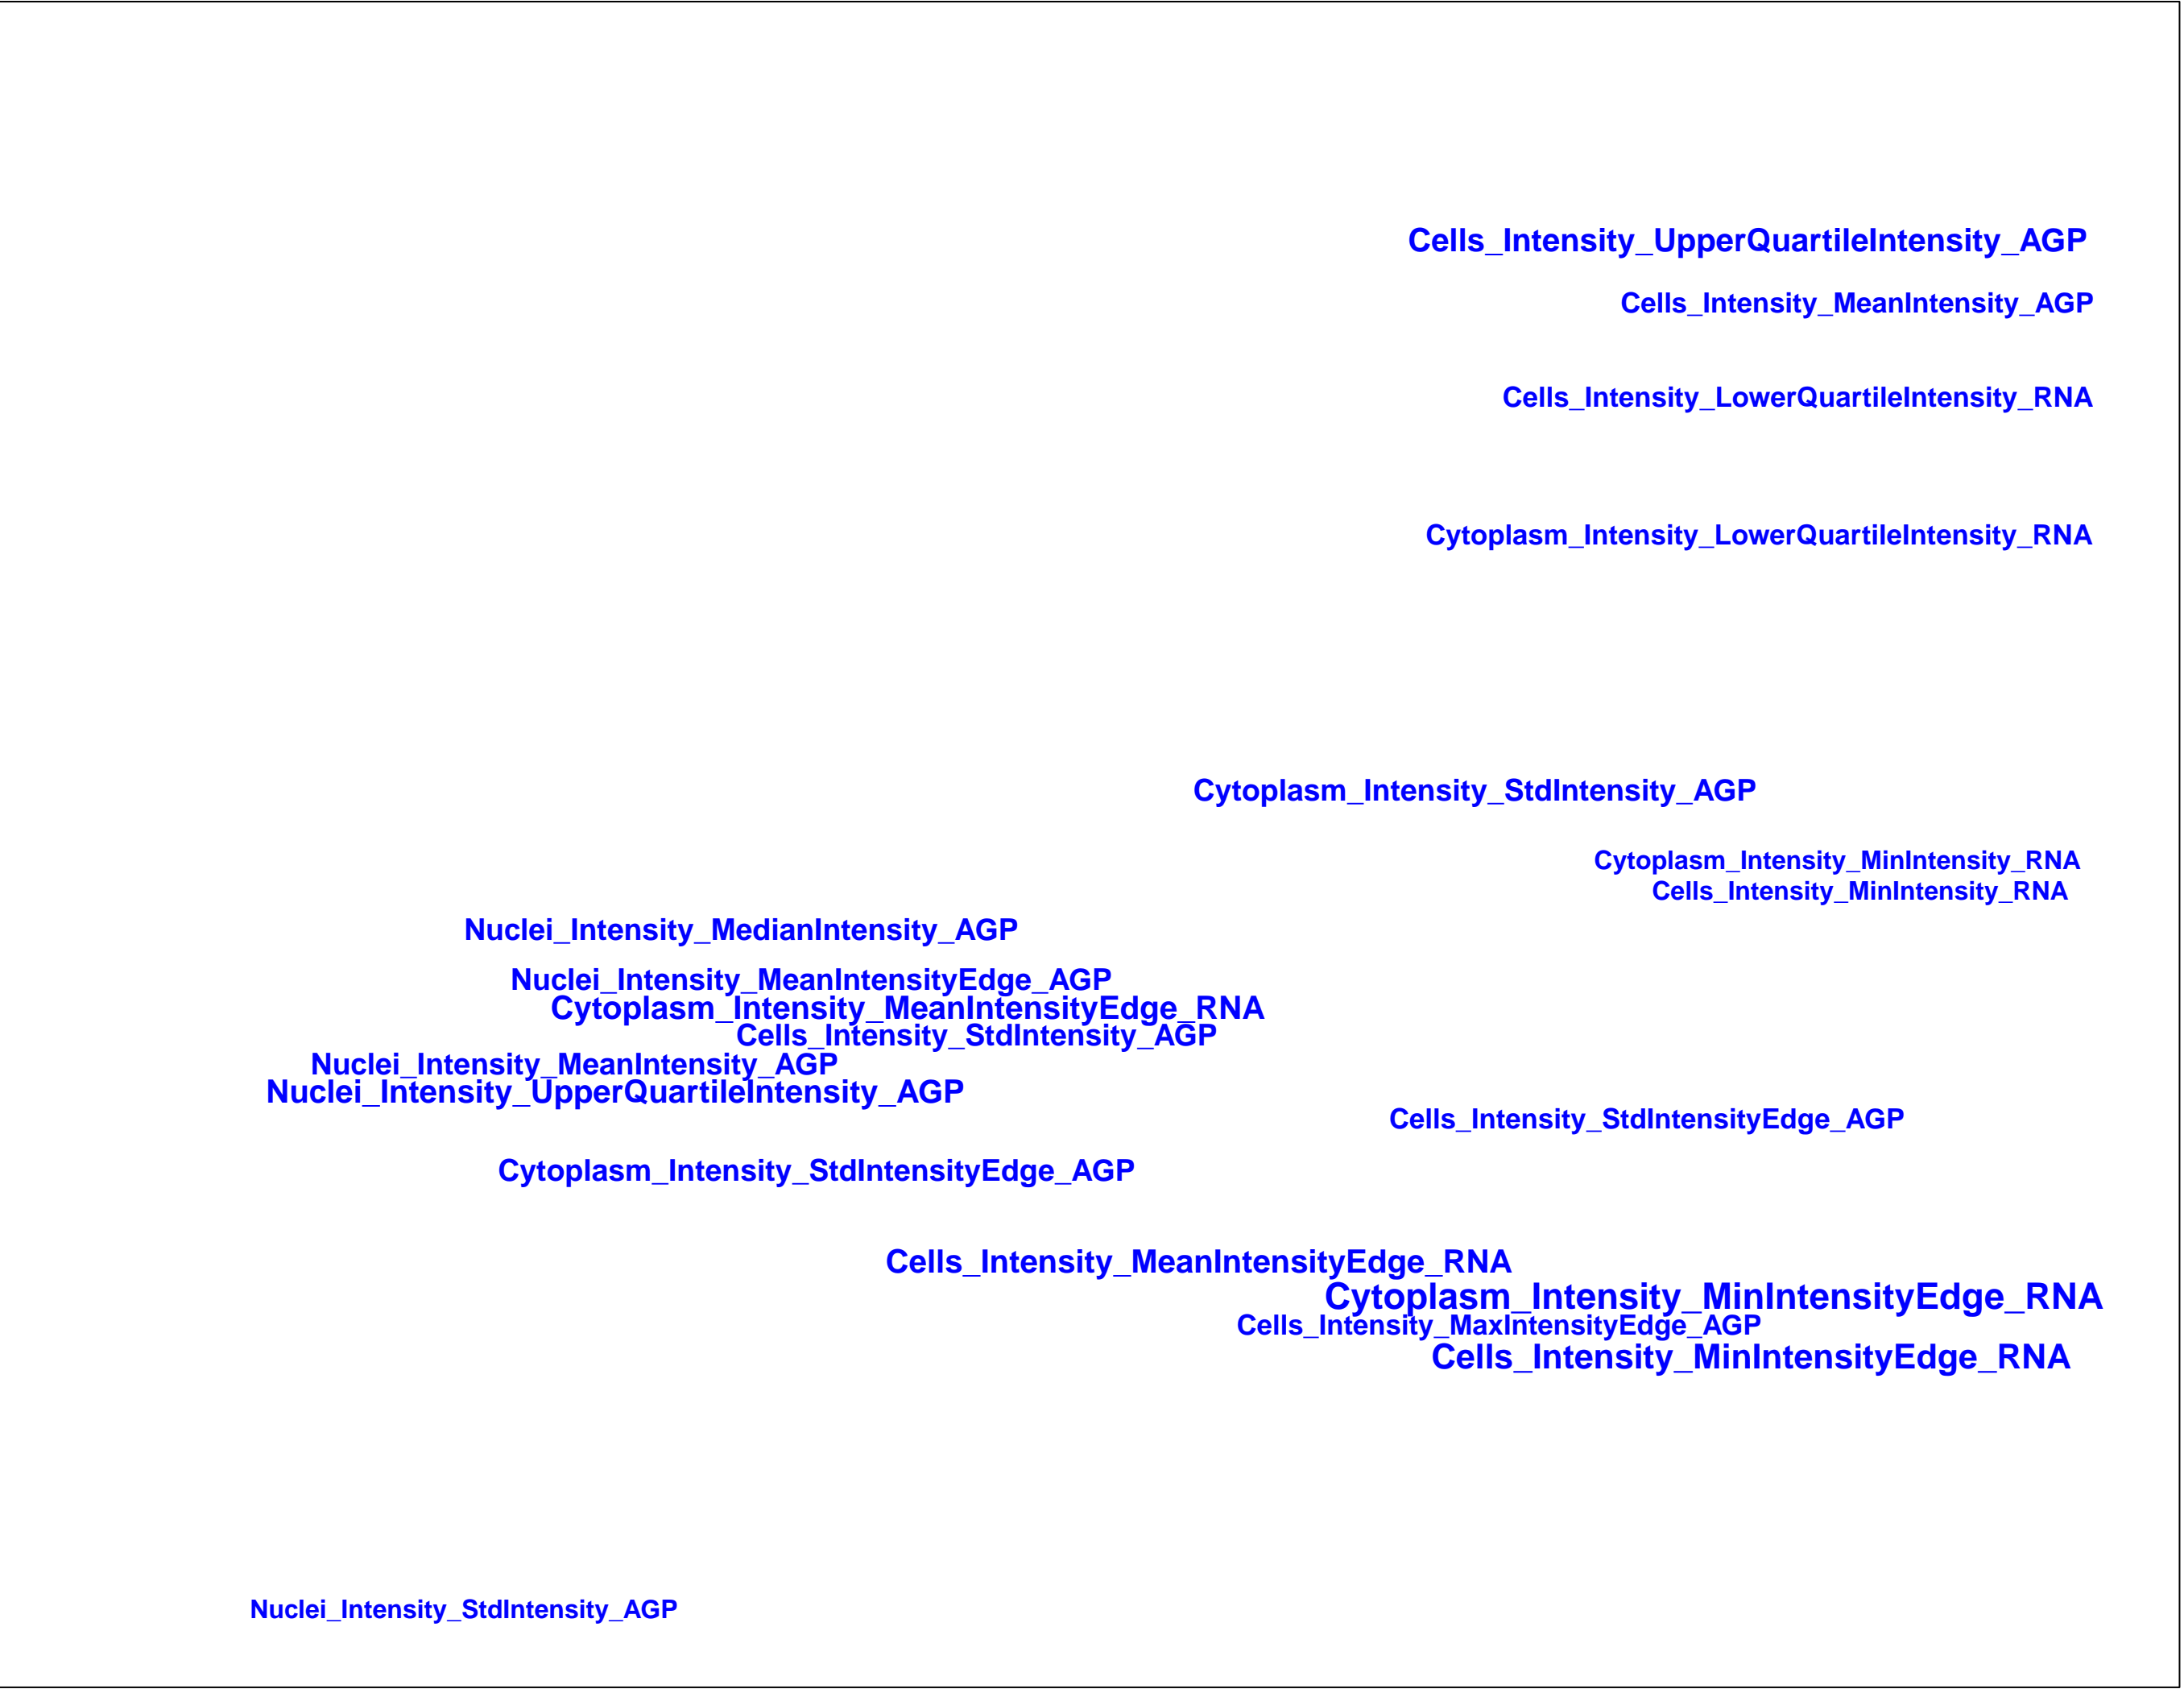 Cells_Intensity_UpperQuartileIntensity_AGP
Cells_Intensity_MeanIntensity_AGP
Cells_Intensity_LowerQuartileIntensity_RNA
Cytoplasm_Intensity_LowerQuartileIntensity_RNA
Cytoplasm_Intensity_StdIntensity_AGP
Cytoplasm_Intensity_MinIntensity_RNA
Cells_Intensity_MinIntensity_RNA
Nuclei_Intensity_MedianIntensity_AGP
Nuclei_Intensity_MeanIntensityEdge_AGP
Cytoplasm_Intensity_MeanIntensityEdge_RNA
Cells_Intensity_StdIntensity_AGP
Nuclei_Intensity_MeanIntensity_AGP
Nuclei_Intensity_UpperQuartileIntensity_AGP
Cells_Intensity_StdIntensityEdge_AGP
Cytoplasm_Intensity_StdIntensityEdge_AGP
Cells_Intensity_MeanIntensityEdge_RNA
Cytoplasm_Intensity_MinIntensityEdge_RNA
Cells_Intensity_MaxIntensityEdge_AGP
Cells_Intensity_MinIntensityEdge_RNA
Nuclei_Intensity_StdIntensity_AGP